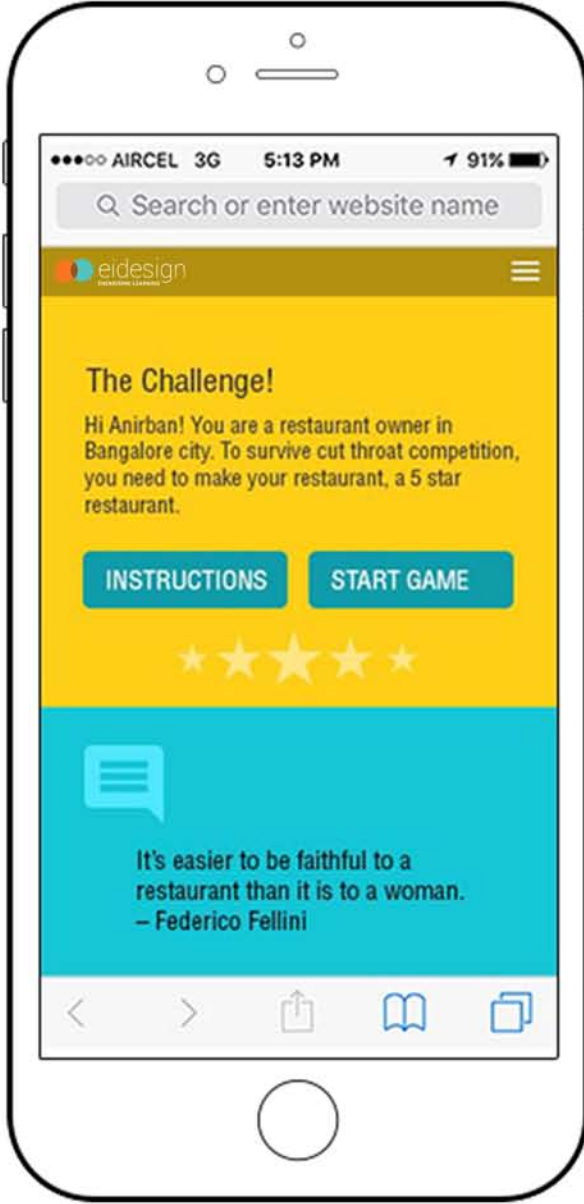 AIRCEL 3G 5:13 PM 91%
Search or enter website name
eidesign
The Challenge!
Hi Anirban! You are a restaurant owner in
Bangalore city. To survive cut throat competition,
you need to make your restaurant, a 5 star
restaurant.
INSTRUCTIONS START GAME
It's easier to be faithful to a
restaurant than it is to a woman.
– Federico Fellini